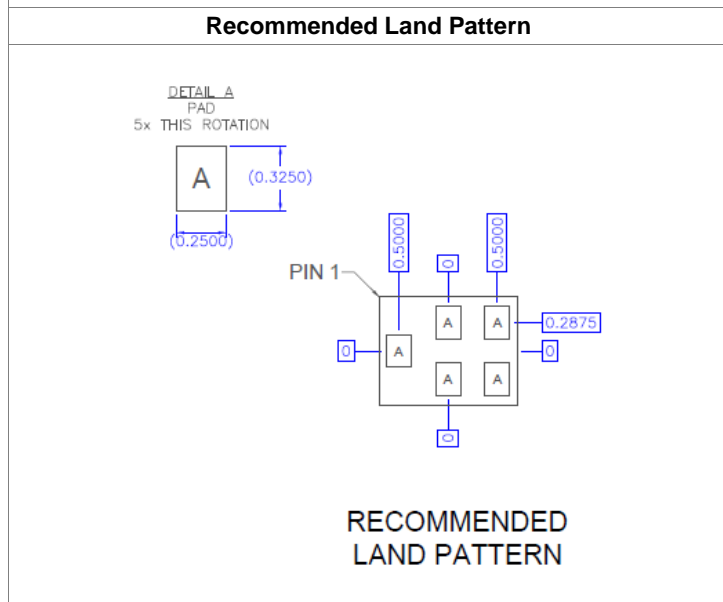 Recommended Land Pattern
DETAIL A
PAD
5x THIS ROTATION
A
(0.3250)
(0.2500)
0.5000
0
0.5000
PIN 1
A
A
0.2875
0
A
0
A
A
0
RECOMMENDED
LAND PATTERN